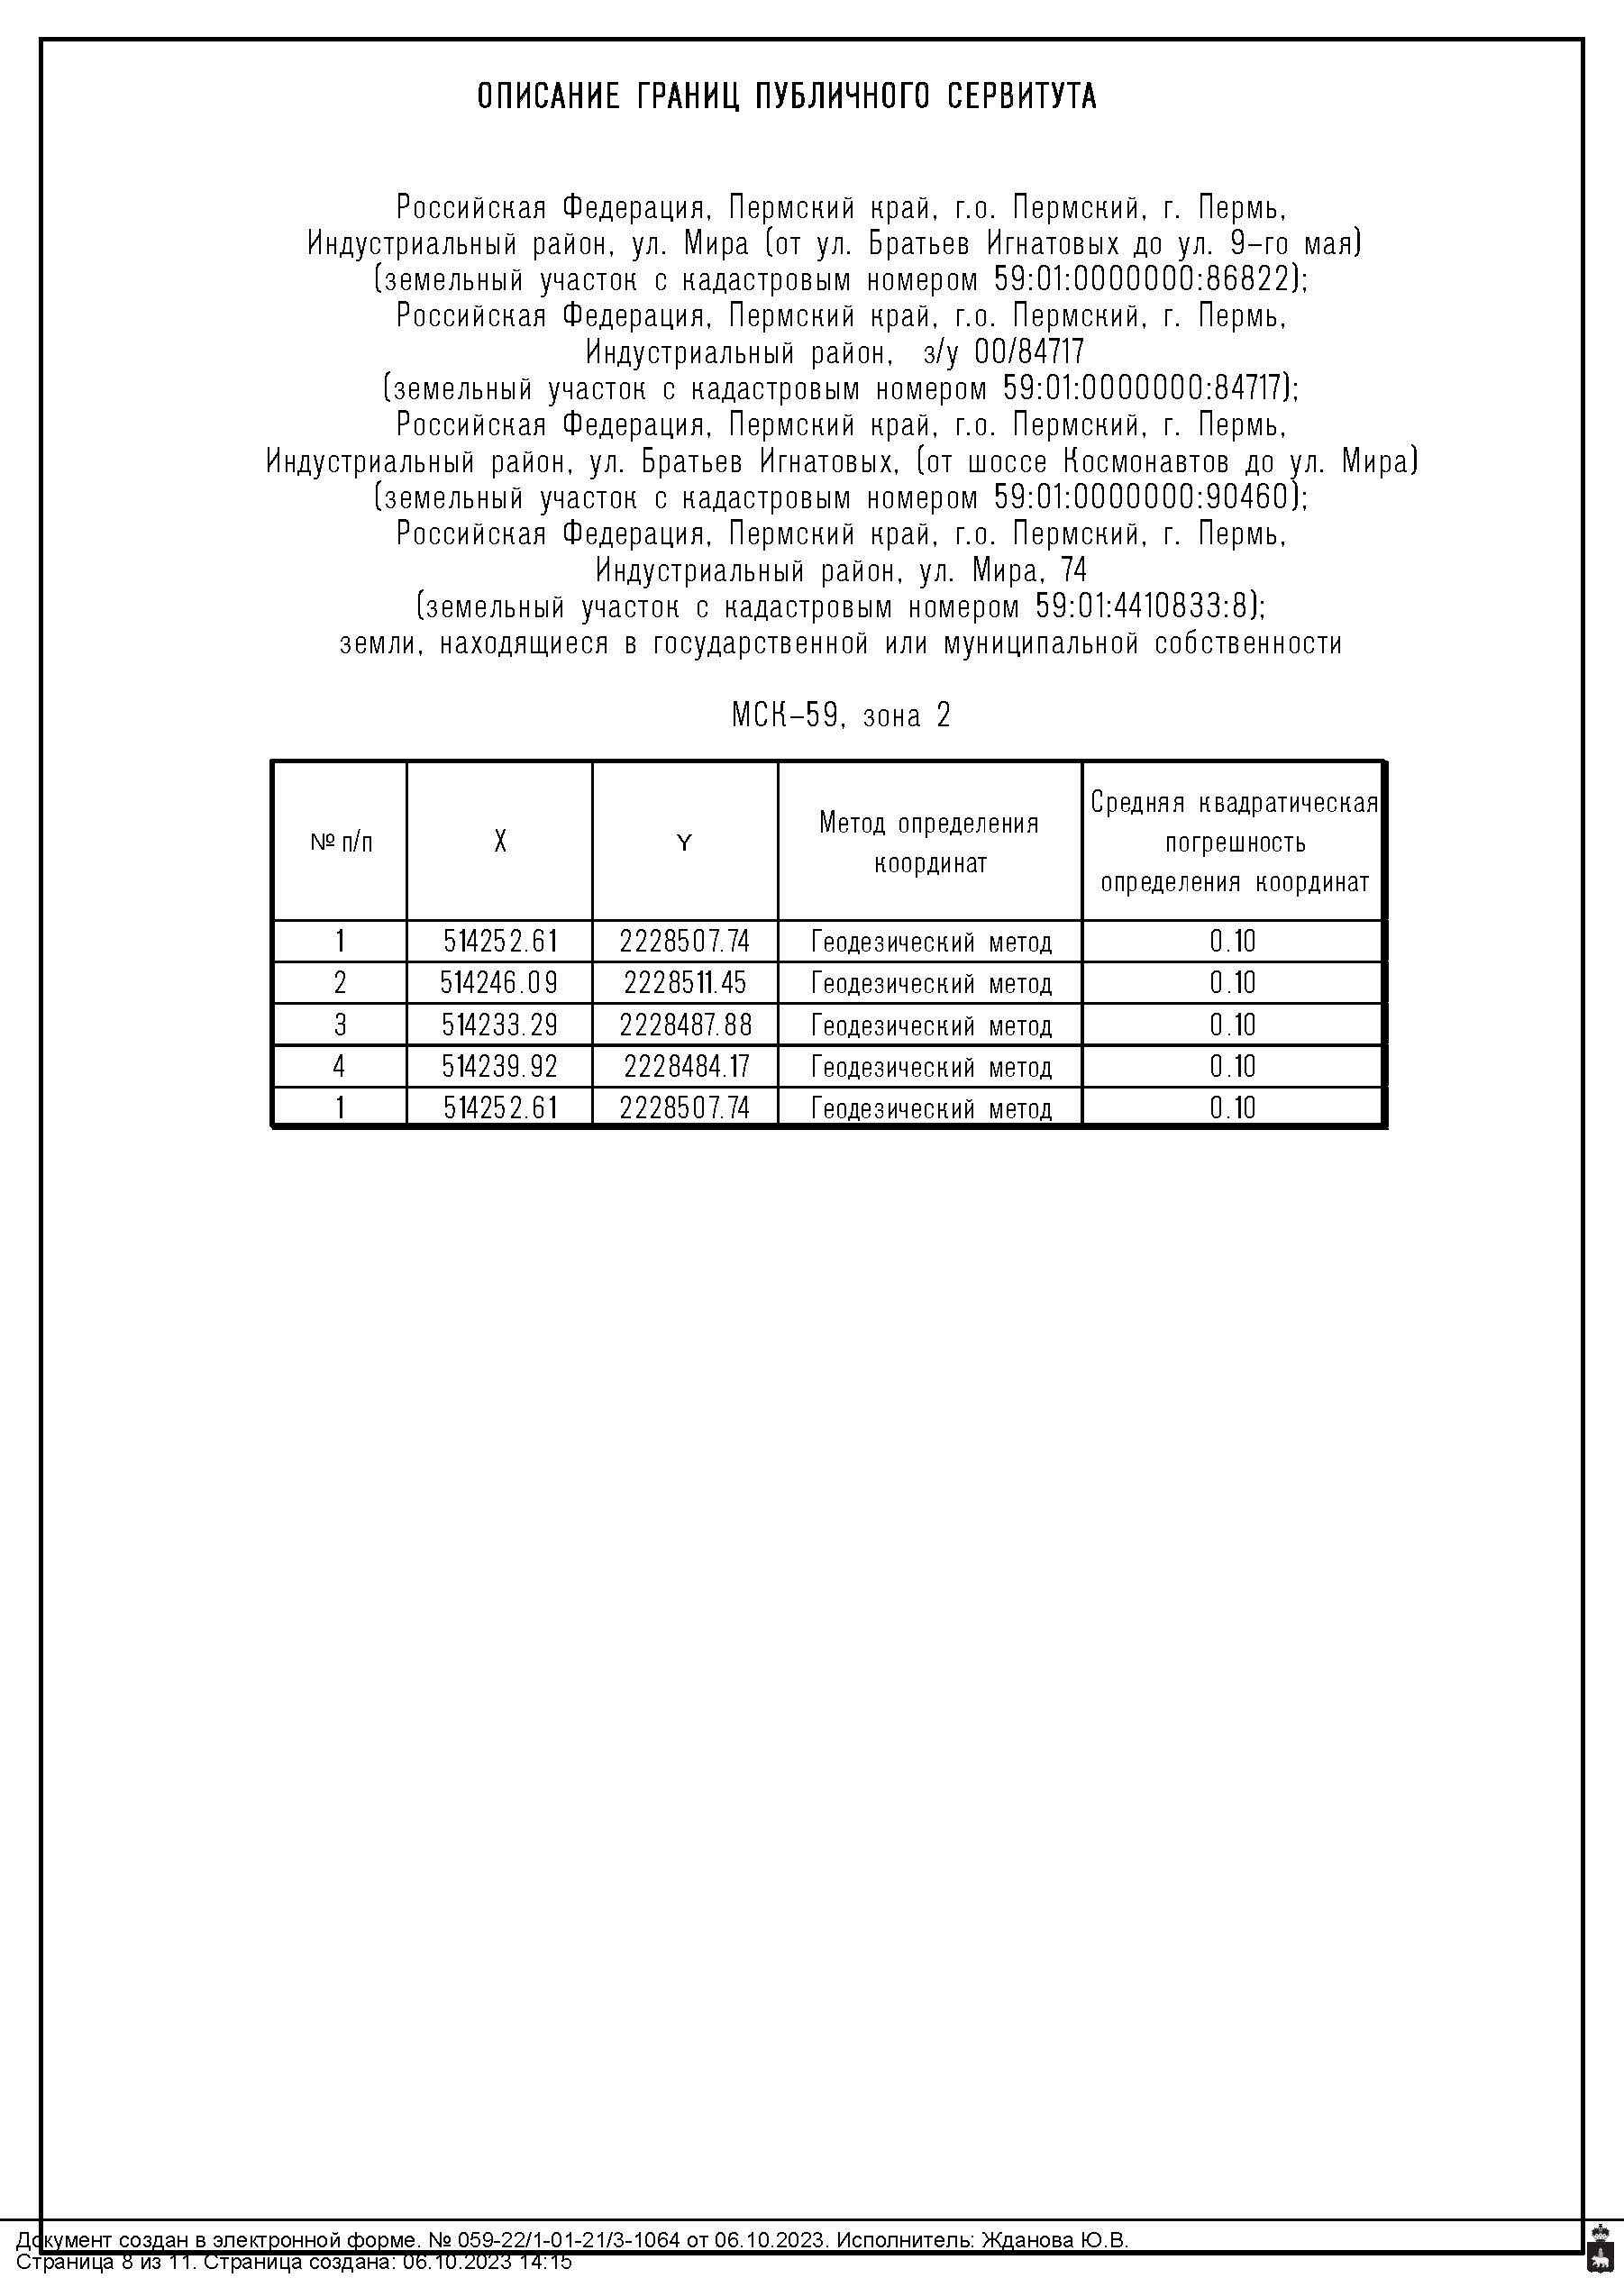 ОПИСАНИЕ ГРАНИЦ ПУБЛИЧНОГО СЕРВИТУТА
Российская Федерация, Пермский край, г.о. Пермский, г. Пермь,
Индустриальный район, ул. Мира (от ул. Братьев Игнатовых до ул. 9-го мая)
(земельный участок с кадастровым номером 59:01:0000000:86822);
Российская Федерация, Пермский край, г.о. Пермский, г. Пермь,
Индустриальный район, з/у 00/84717
(земельный участок с кадастровым номером 59:01:0000000:84717);
Российская Федерация, Пермский край, г.о. Пермский, г. Пермь,
Индустриальный район, ул. Братьев Игнатовых, (от шоссе Космонавтов до ул. Мира)
(земельный участок с кадастровым номером 59:01:0000000:90460);
Российская Федерация, Пермский край, г.о. Пермский, г. Пермь,
Индустриальный район, ул. Мира, 74
(земельный участок с кадастровым номером 59:01:4410833:8);
земли, находящиеся в государственной или муниципальной собственности
МСК-59, зона 2
№ п/п X Y Метод определения координат Средняя квадратическая погрешность определения координат
1 514252.61 2228507.74 Геодезический метод 0.10
2 514246.09 2228511.45 Геодезический метод 0.10
3 514233.29 2228487.88 Геодезический метод 0.10
4 514239.92 2228484.17 Геодезический метод 0.10
1 514252.61 2228507.74 Геодезический метод 0.10
Документ создан в электронной форме. № 059-22/1-01-21/3-1064 от 06.10.2023. Исполнитель: Жданова Ю.В.
Страница 8 из 11. Страница создана: 06.10.2023 14:15